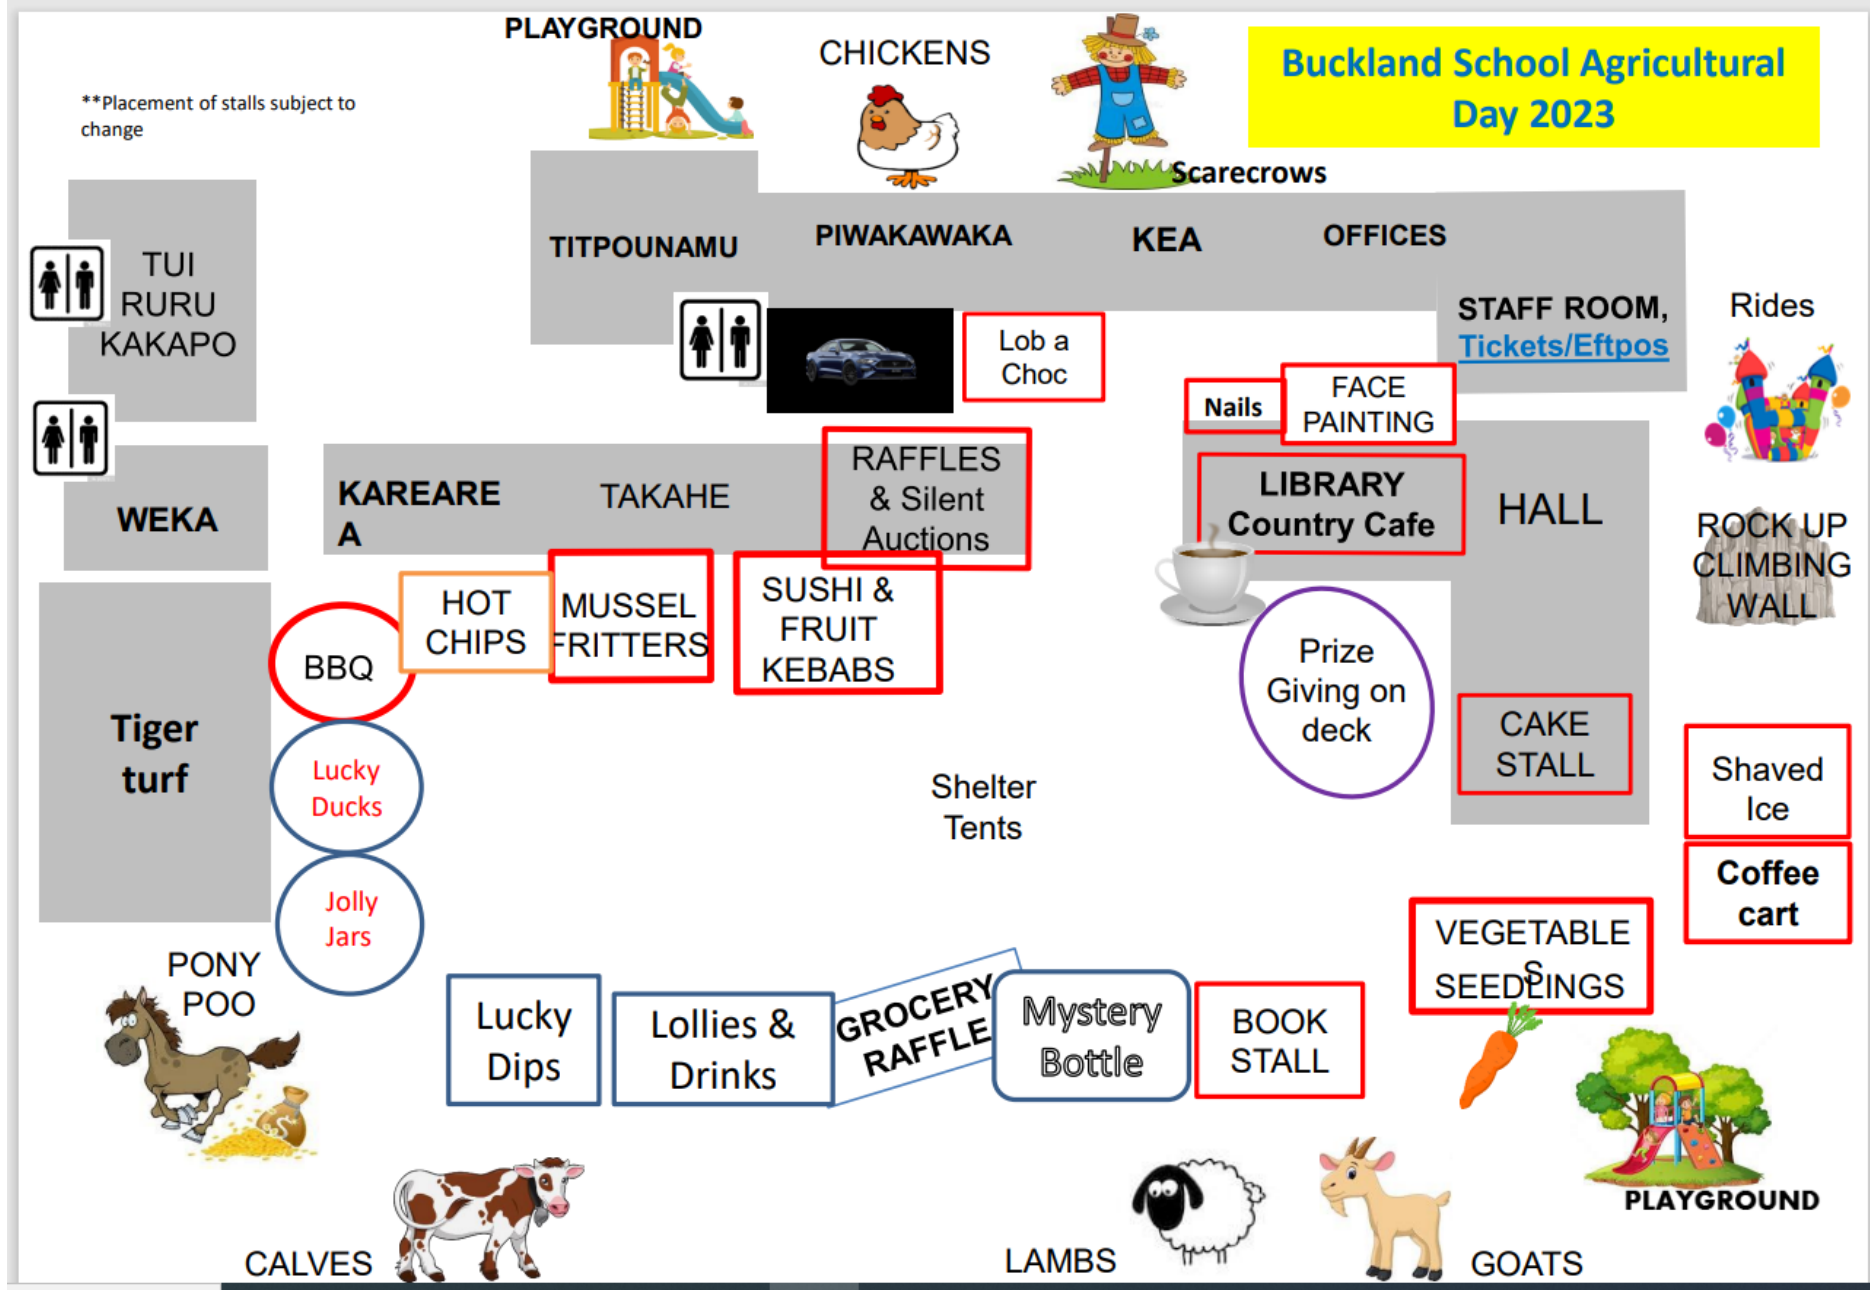 PLAYGROUND
CHICKENS
Buckland School Agricultural
Day 2023
**Placement of stalls subject to
change
Scarecrows
TUI
RURU
KAKAPO
TITPOUNAMU
PIWAKAWAKA
KEA
OFFICES
STAFF ROOM,
Tickets/Eftpos
Rides
Lob a
Choc
Nails
FACE
PAINTING
WEKA
KAREARE
A
TAKAHE
RAFFLES
& Silent
Auctions
LIBRARY
Country Cafe
HALL
ROCK UP
CLIMBING
WALL
BBQ
HOT
CHIPS
MUSSEL
FRITTERS
SUSHI &
FRUIT
KEBABS
Prize
Giving on
deck
Tiger
turf
Lucky
Ducks
Shelter
Tents
CAKE
STALL
Shaved
Ice
Coffee
cart
Jolly
Jars
PONY
POO
Lucky
Dips
Lollies &
Drinks
GROCERY
RAFFLE
Mystery
Bottle
BOOK
STALL
VEGETABLE
S
SEEDLINGS
PLAYGROUND
CALVES
LAMBS
GOATS